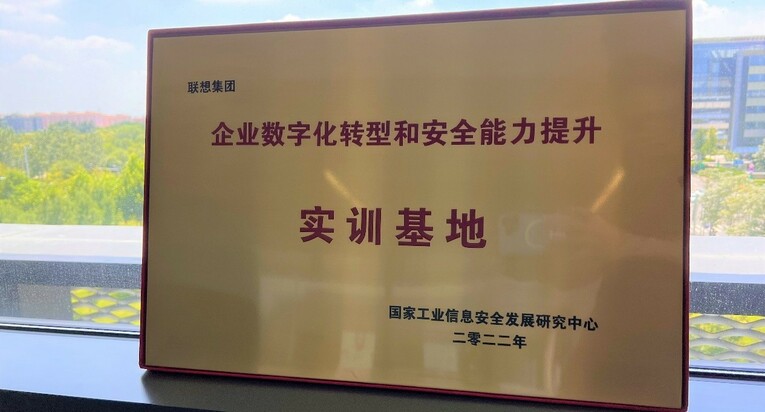 联想集团
企业数字化转型和安全能力提升
实训基地
国家工业信息安全发展研究中心
二零二二年